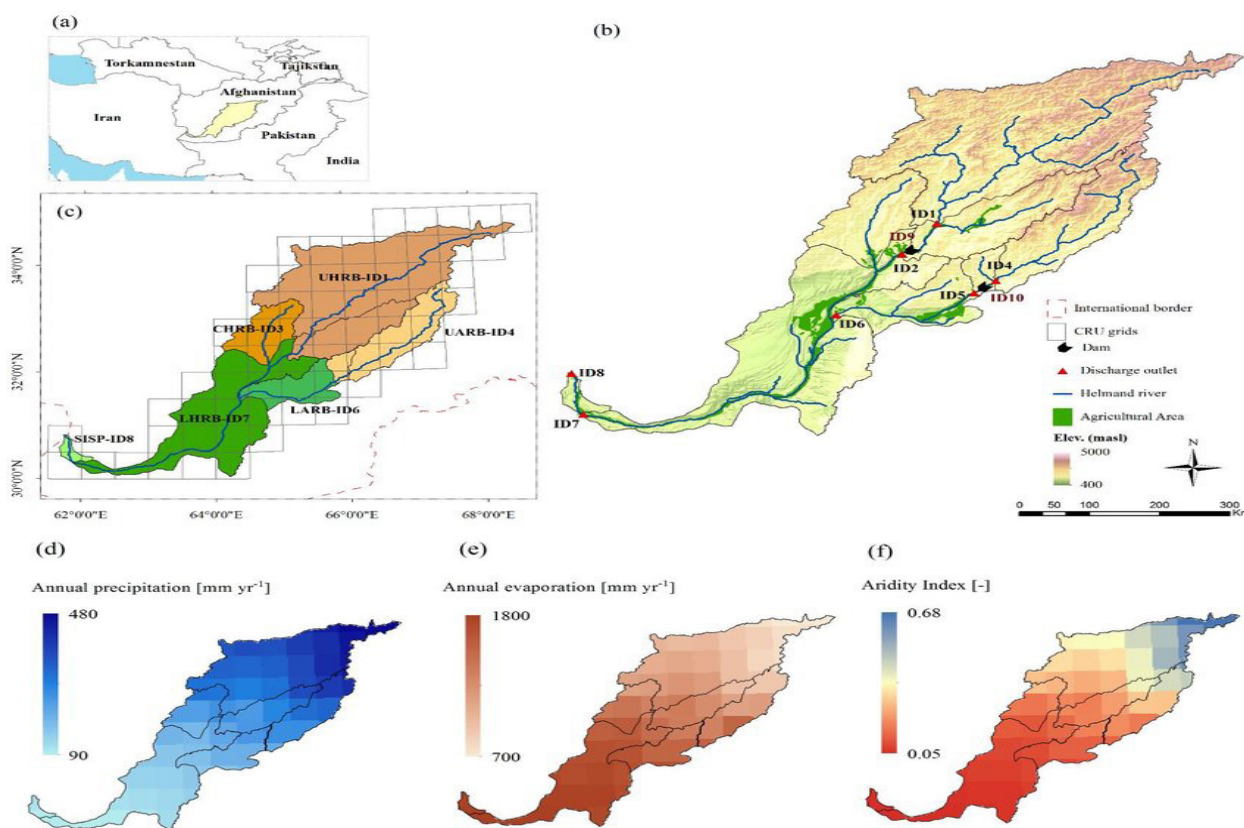 (a)
Torkamnestan
Tajikstan
Afghanistan
Iran
Pakistan
India
(b)
ID1
ID9
ID2
ID4
ID5
ID10
ID6
ID8
ID7
International border
CRU grids
Dam
Discharge outlet
Helmand river
Agricultural Area
Elev. (masl)
5000
400
N
0 50 100 200 300
Km
(c)
UHRB-ID1
CHRB-ID3
UARB-ID4
LARB-ID6
LHRB-ID7
SISP-ID8
34°0'N
32°0'N
30°0'N
62°0'0"E 64°0'0"E 66°0'0"E 68°0'0"E
(d)
Annual precipitation [mm yr⁻¹]
480
90
(e)
Annual evaporation [mm yr⁻¹]
1800
700
(f)
Aridity Index [-]
0.68
0.05